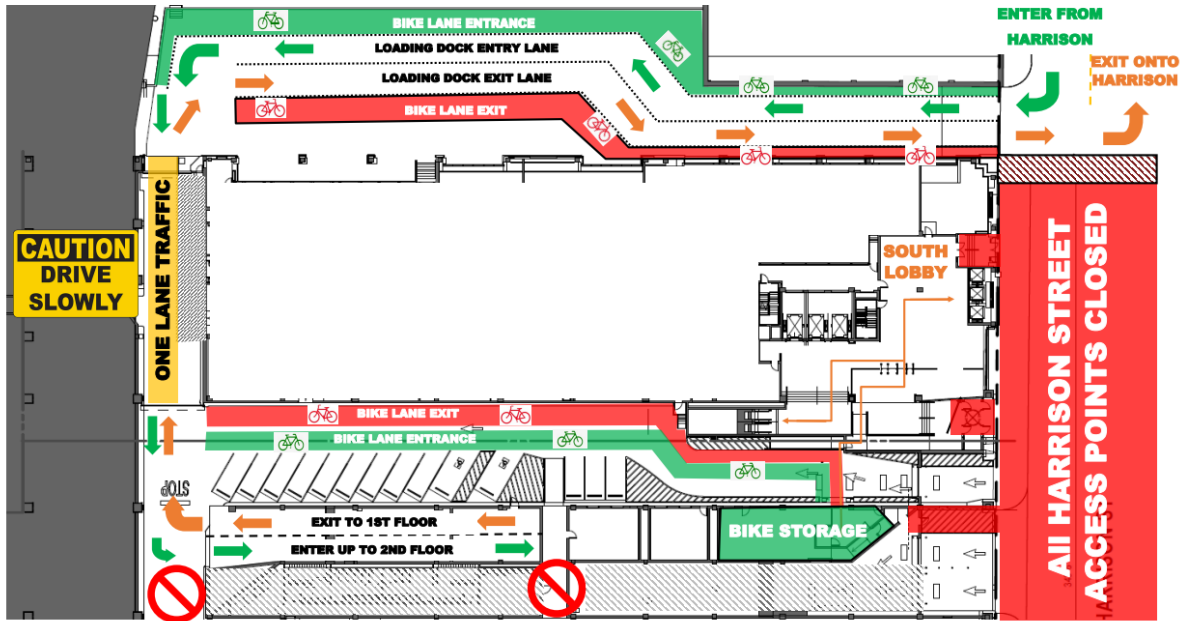 BIKE LANE ENTRANCE
ENTER FROM
HARRISON
LOADING DOCK ENTRY LANE
EXIT ONTO
HARRISON
LOADING DOCK EXIT LANE
BIKE LANE EXIT
ONE LANE TRAFFIC
CAUTION
DRIVE
SLOWLY
SOUTH
LOBBY
All HARRISON STREET
ACCESS POINTS CLOSED
BIKE LANE EXIT
BIKE LANE ENTRANCE
STOP
EXIT TO 1ST FLOOR
ENTER UP TO 2ND FLOOR
BIKE STORAGE